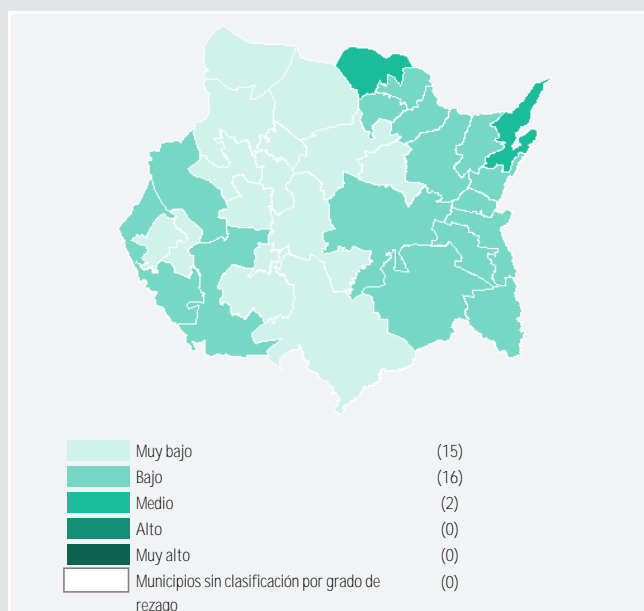 Muy bajo (15)
Bajo (16)
Medio (2)
Alto (0)
Muy alto (0)
Municipios sin clasificación por grado de (0)
rezago